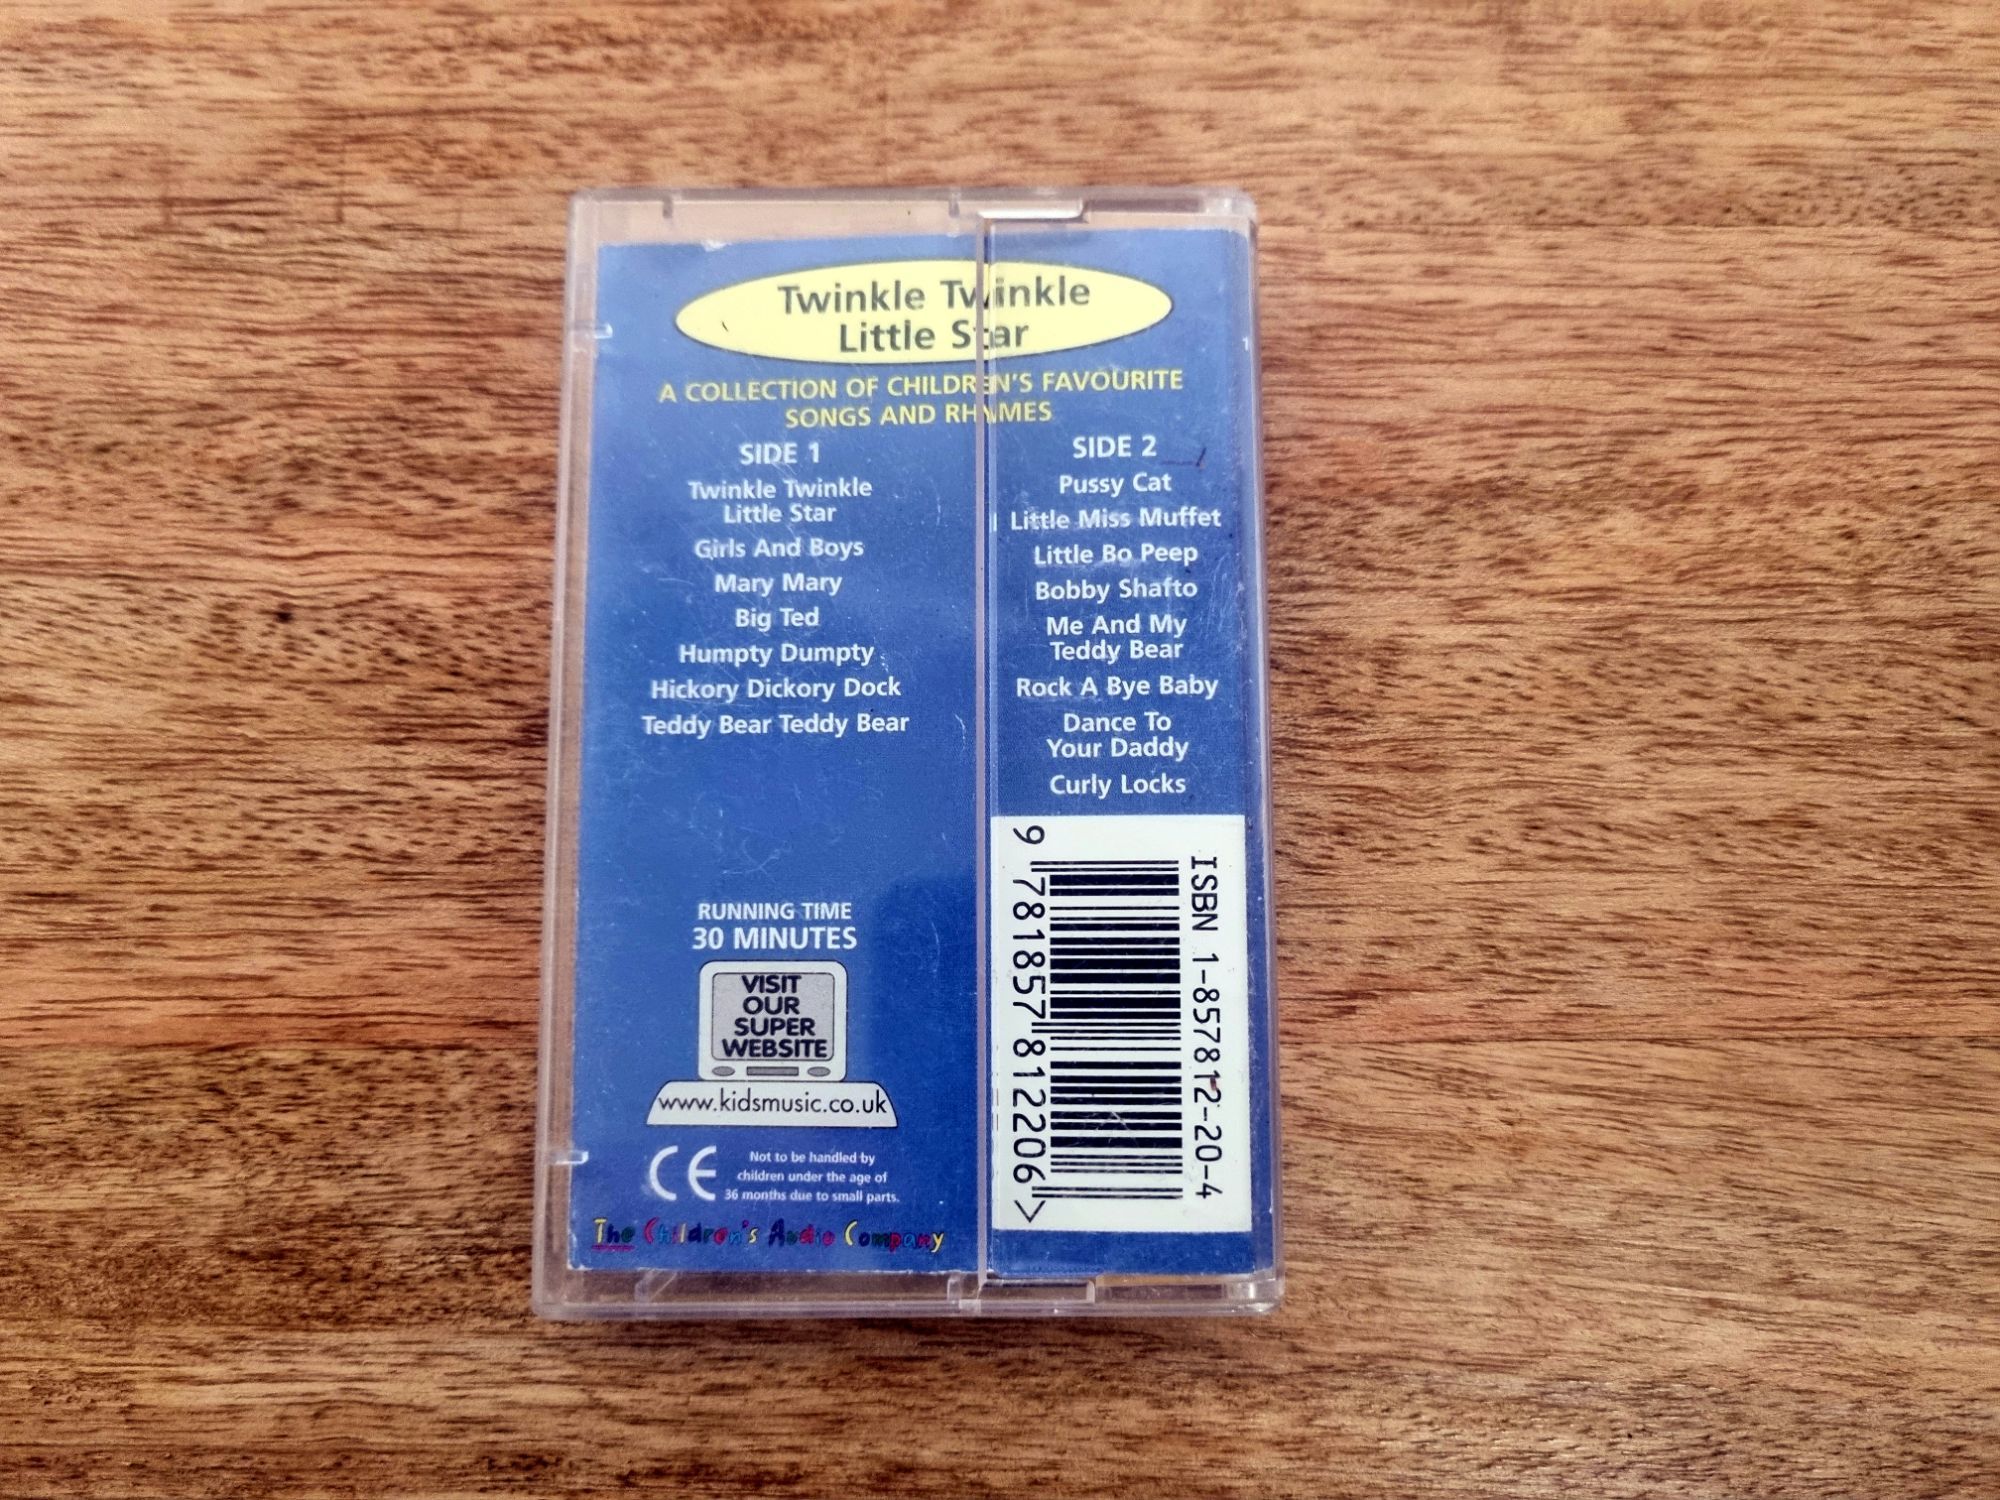 Twinkle Twinkle
Little Star
A COLLECTION OF CHILDREN'S FAVOURITE
SONGS AND RHYMES
SIDE 1
Twinkle Twinkle
Little Star
Girls And Boys
Mary Mary
Big Ted
Humpty Dumpty
Hickory Dickory Dock
Teddy Bear Teddy Bear
SIDE 2
Pussy Cat
Little Miss Muffet
Little Bo Peep
Bobby Shafto
Me And My
Teddy Bear
Rock A Bye Baby
Dance To
Your Daddy
Curly Locks
RUNNING TIME
30 MINUTES
VISIT
OUR
SUPER
WEBSITE
www.kidsmusic.co.uk
CE
Not to be handled by
children under the age of
36 months due to small parts.
The Children's Audio Company
ISBN 1-857812-20-4
9 781857 812206 >